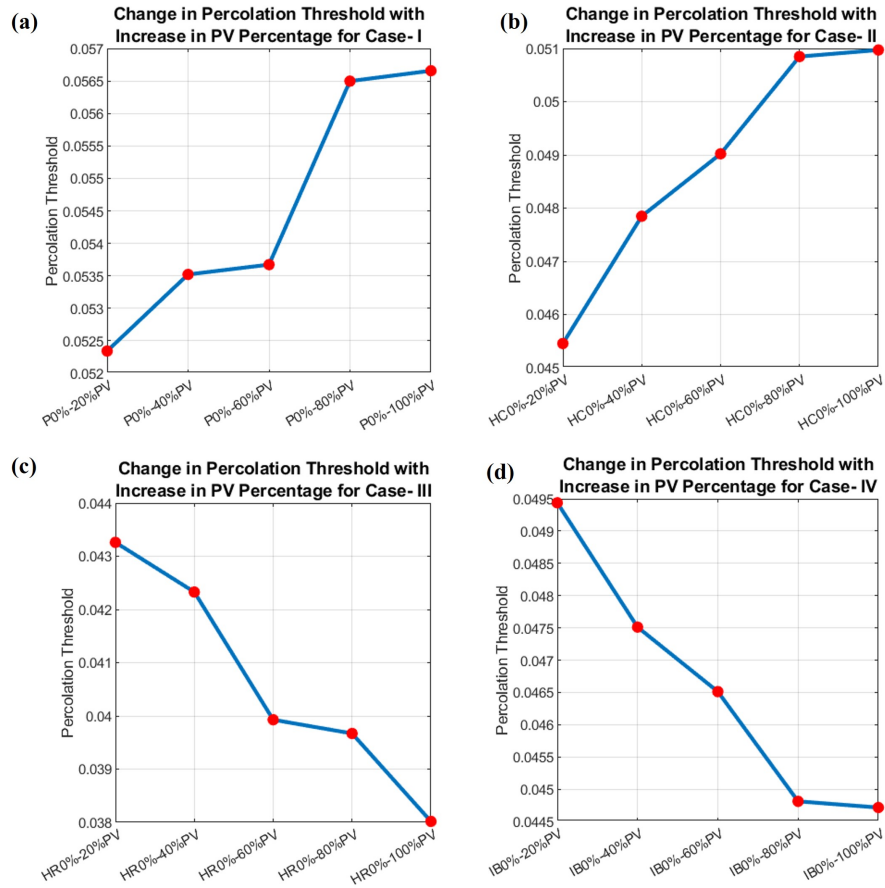 (a)
Change in Percolation Threshold with
Increase in PV Percentage for Case- I
0.057
0.0565
0.056
0.0555
0.055
0.0545
0.054
0.0535
0.053
0.0525
0.052
Percolation Threshold
P0%-20%PV
P0%-40%PV
P0%-60%PV
P0%-80%PV
P0%-100%PV
(b)
Change in Percolation Threshold with
Increase in PV Percentage for Case- II
0.051
0.05
0.049
0.048
0.047
0.046
0.045
Percolation Threshold
HC0%-20%PV
HC0%-40%PV
HC0%-60%PV
HC0%-80%PV
HC0%-100%PV
(c)
Change in Percolation Threshold with
Increase in PV Percentage for Case- III
0.044
0.043
0.042
0.041
0.04
0.039
0.038
Percolation Threshold
HR0%-20%PV
HR0%-40%PV
HR0%-60%PV
HR0%-80%PV
HR0%-100%PV
(d)
Change in Percolation Threshold with
Increase in PV Percentage for Case- IV
0.0495
0.049
0.0485
0.048
0.0475
0.047
0.0465
0.046
0.0455
0.045
0.0445
Percolation Threshold
IB0%-20%PV
IB0%-40%PV
IB0%-60%PV
IB0%-80%PV
IB0%-100%PV